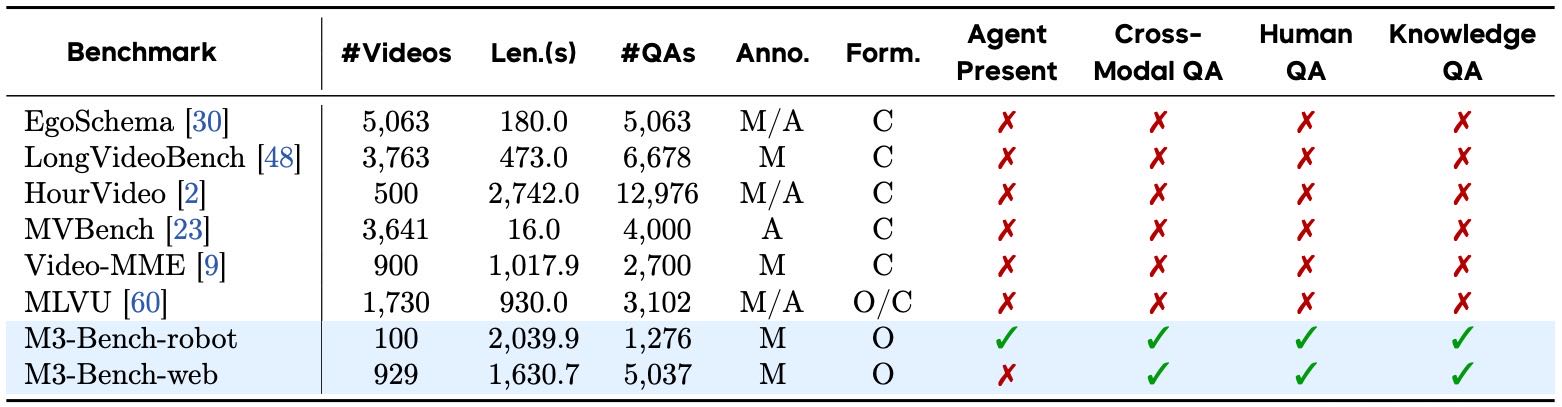 Benchmark #Videos Len.(s) #QAs Anno. Form. Agent Present Cross-Modal QA Human QA Knowledge QA
EgoSchema [30] 5,063 180.0 5,063 M/A C ✗ ✗ ✗ ✗
LongVideoBench [48] 3,763 473.0 6,678 M C ✗ ✗ ✗ ✗
HourVideo [2] 500 2,742.0 12,976 M/A C ✗ ✗ ✗ ✗
MVBench [23] 3,641 16.0 4,000 A C ✗ ✗ ✗ ✗
Video-MME [9] 900 1,017.9 2,700 M C ✗ ✗ ✗ ✗
MLVU [60] 1,730 930.0 3,102 M/A O/C ✗ ✗ ✗ ✗
M3-Bench-robot 100 2,039.9 1,276 M O ✓ ✓ ✓ ✓
M3-Bench-web 929 1,630.7 5,037 M O ✗ ✓ ✓ ✓